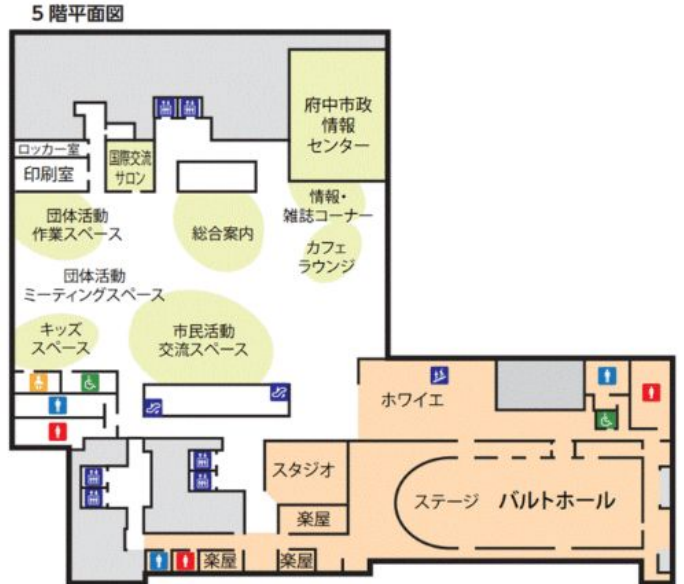 5階平面図
府中市政
情報
センター
ロッカー室
印刷室
国際交流
サロン
団体活動
作業スペース
総合案内
情報・
雑誌コーナー
カフェ
ラウンジ
団体活動
ミーティングスペース
キッズ
スペース
市民活動
交流スペース
ホワイエ
スタジオ
ステージ
バルトホール
楽屋
楽屋
楽屋